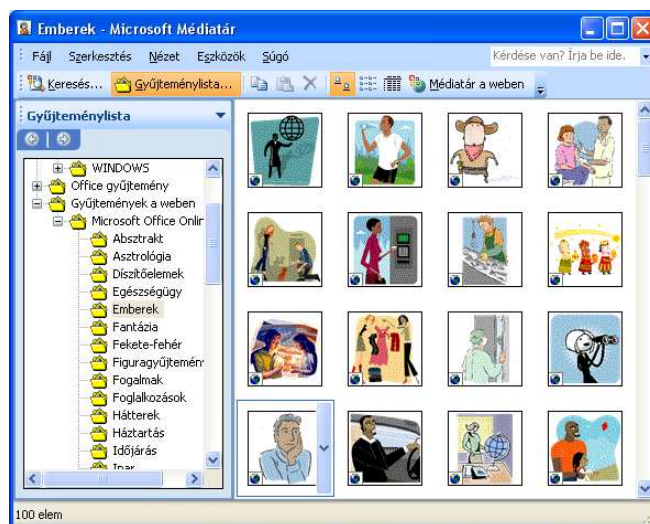 Emberek - Microsoft Médiatár
Fájl Szerkesztés Nézet Eszközök Súgó Kérdése van? Írja be ide.
Keresés... Gyűjteménylista... Médiatár a weben
Gyűjteménylista
WINDOWS
Office gyűjtemény
Gyűjtemények a weben
Microsoft Office Onlin
Absztrakt
Asztrológia
Díszítőelemek
Egészségügy
Emberek
Fantázia
Fekete-fehér
Figuragyűjtemény
Fogalmak
Foglalkozások
Hátterek
Háztartás
Időjárás
Ipar
100 elem